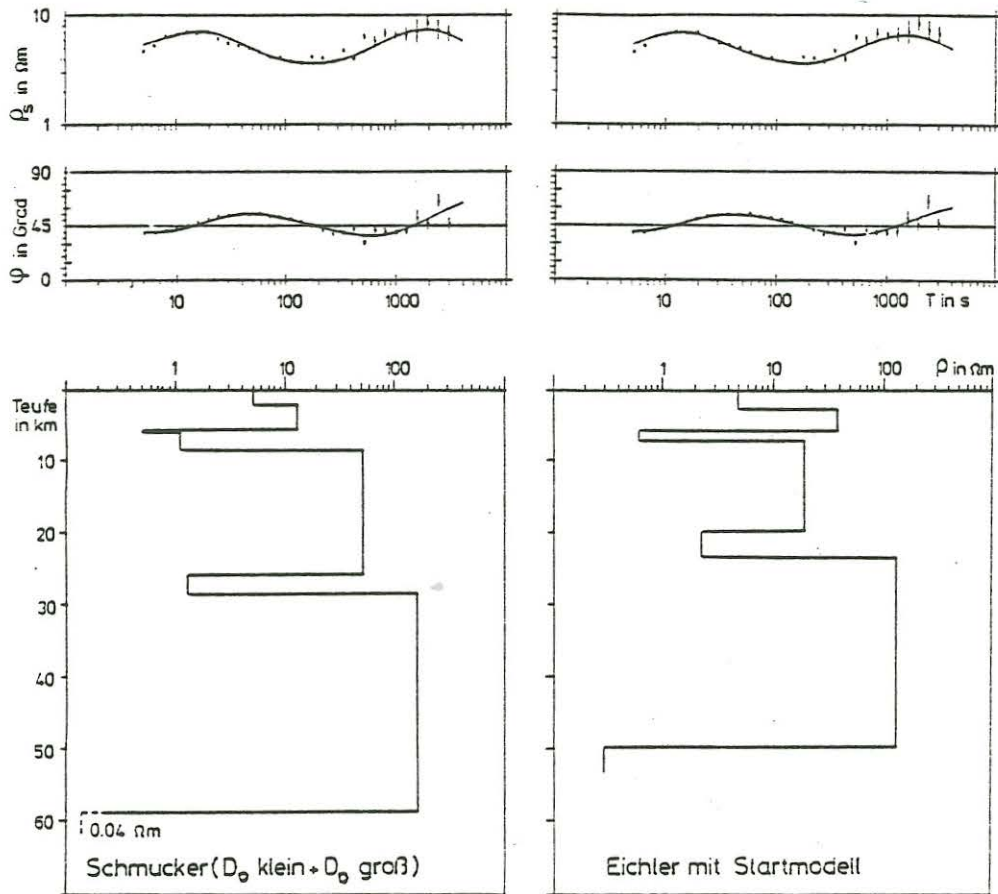 10
ρs in Ωm
1
90
φ in Grad
45
0
10 100 1000
10 100 1000 T in s
1 10 100
1 10 100 ρ in Ωm
Teufe
in km
10
20
30
40
50
60
0.04 Ωm
Schmucker (D₀ klein + D₀ groß)
Eichler mit Startmodell